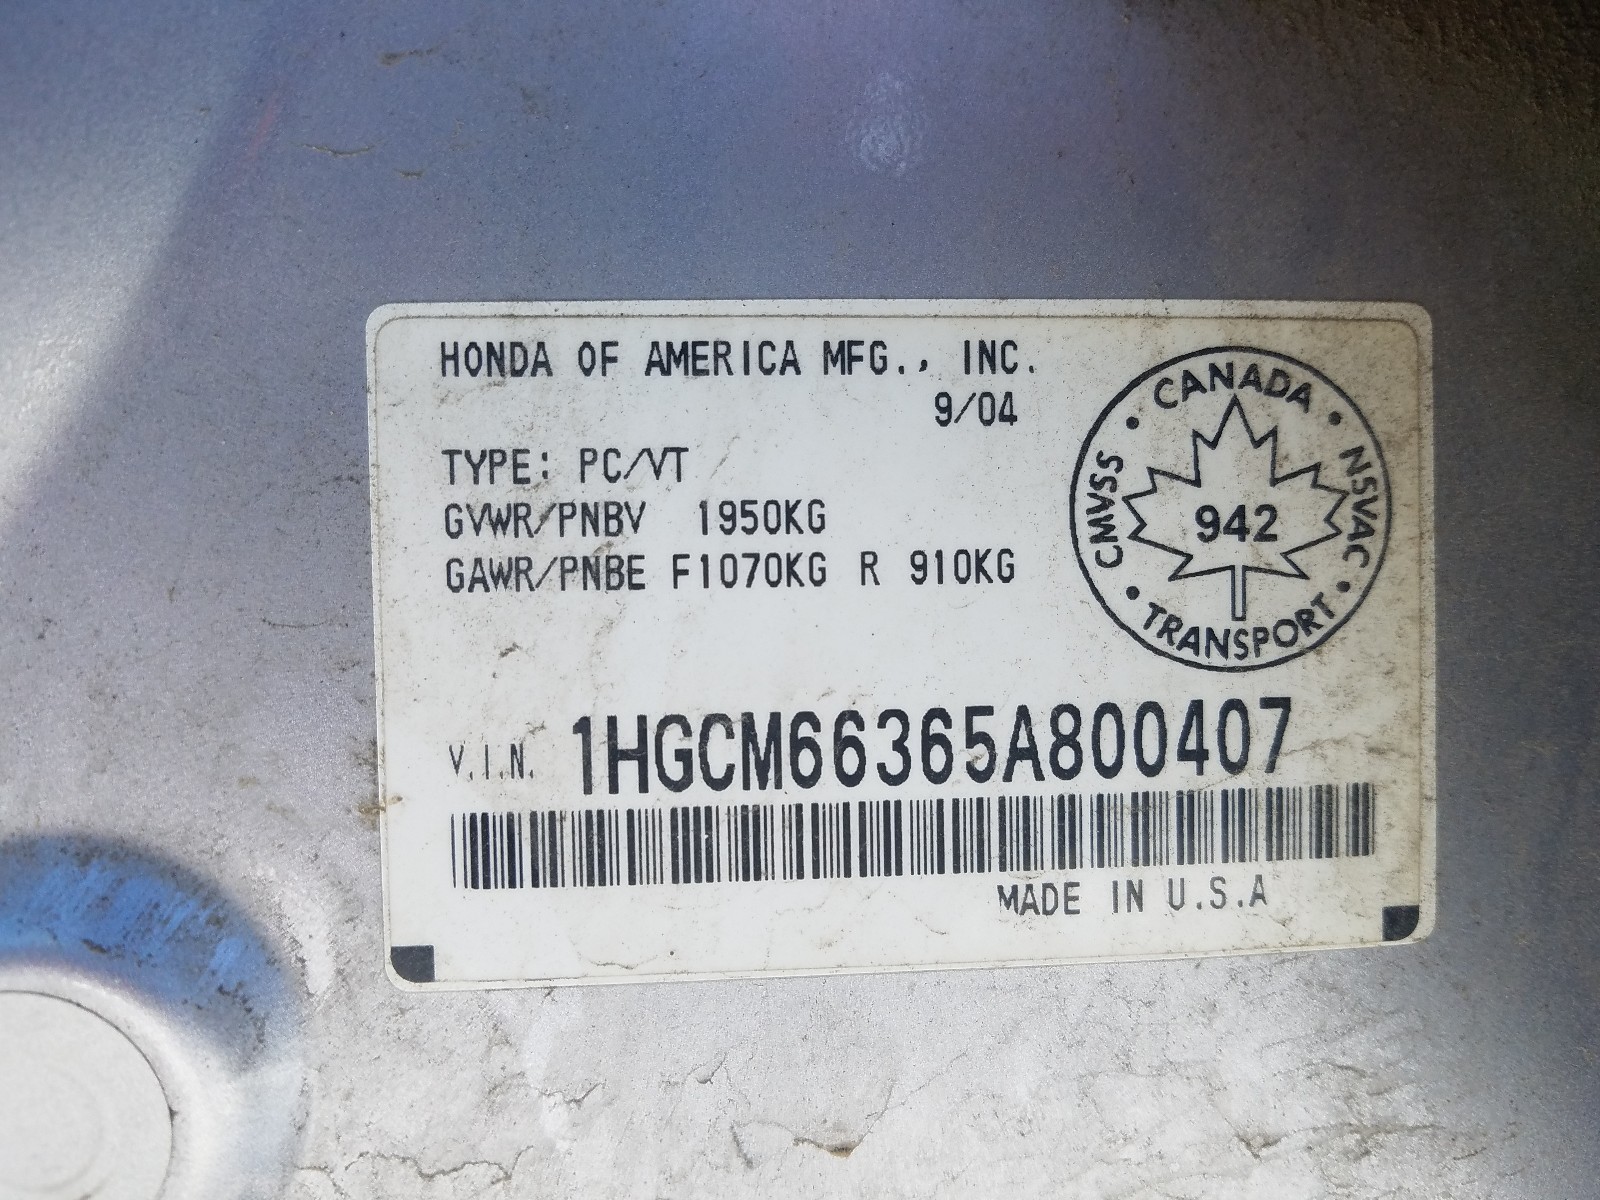 HONDA OF AMERICA MFG., INC.
9/04
TYPE: PC/VT
GVWR/PNBV 1950KG
GAWR/PNBE F1070KG R 910KG
CANADA
CMVSS
NSVAC
942
TRANSPORT
V.I.N. 1HGCM66365A800407
MADE IN U.S.A